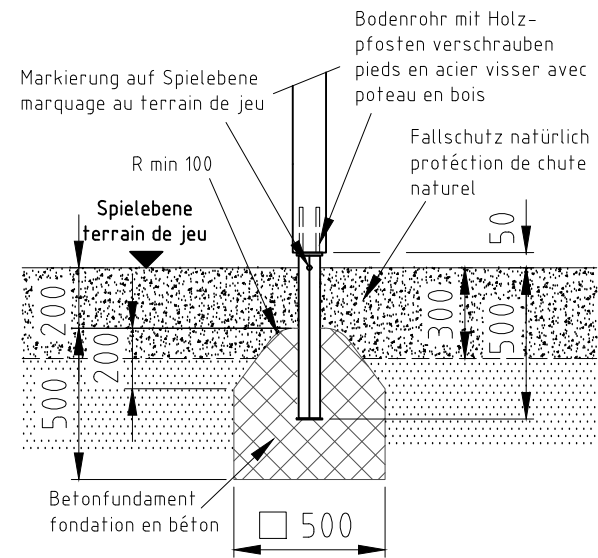 Bodenrohr mit Holz-
pfosten verschrauben
pieds en acier visser avec
poteau en bois
Markierung auf Spielebene
marquage au terrain de jeu
Fallschutz natürlich
protéction de chute
naturel
R min 100
Spielebene
terrain de jeu
50
200
300
500
200
500
Betonfundament
fondation en béton
□ 500